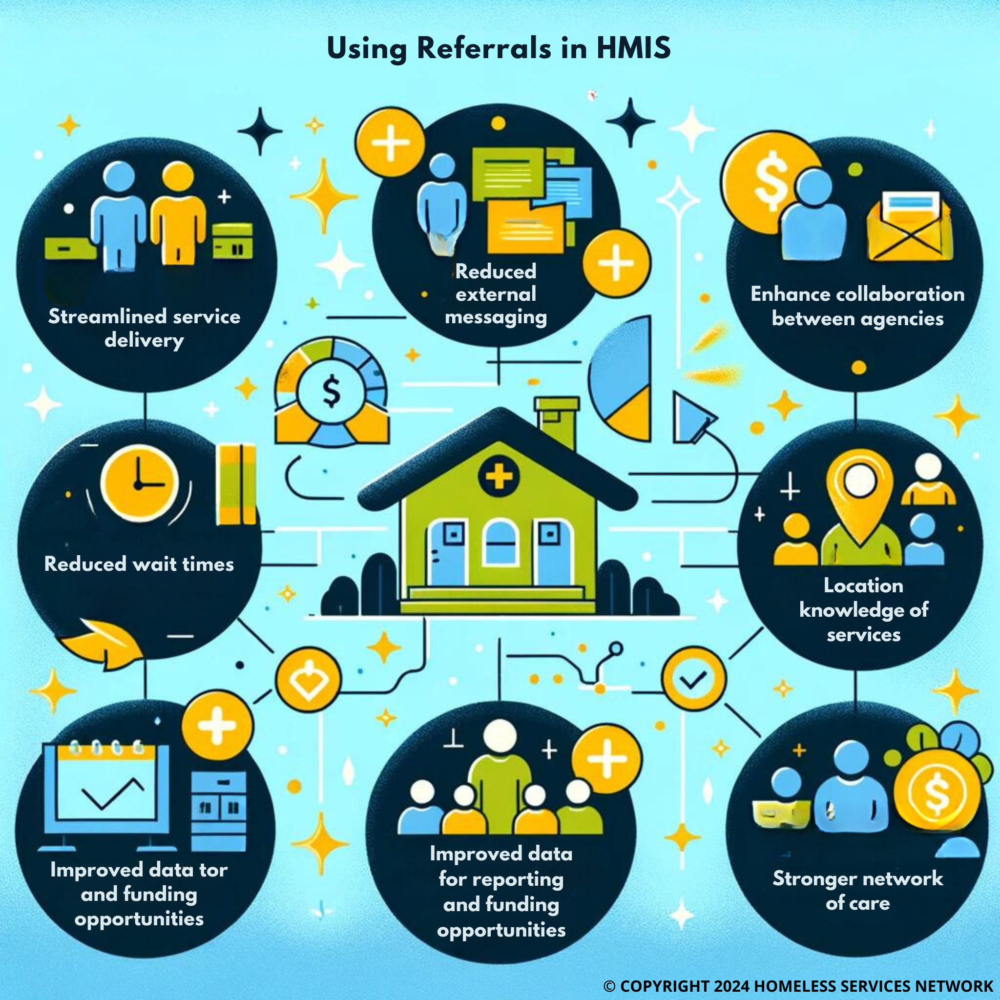 Using Referrals in HMIS
Streamlined service
delivery
Reduced
external
messaging
Enhance collaboration
between agencies
Reduced wait times
Location
knowledge of
services
Improved data tor
and funding
opportunities
Improved data
for reporting
and funding
opportunities
Stronger network
of care
© COPYRIGHT 2024 HOMELESS SERVICES NETWORK